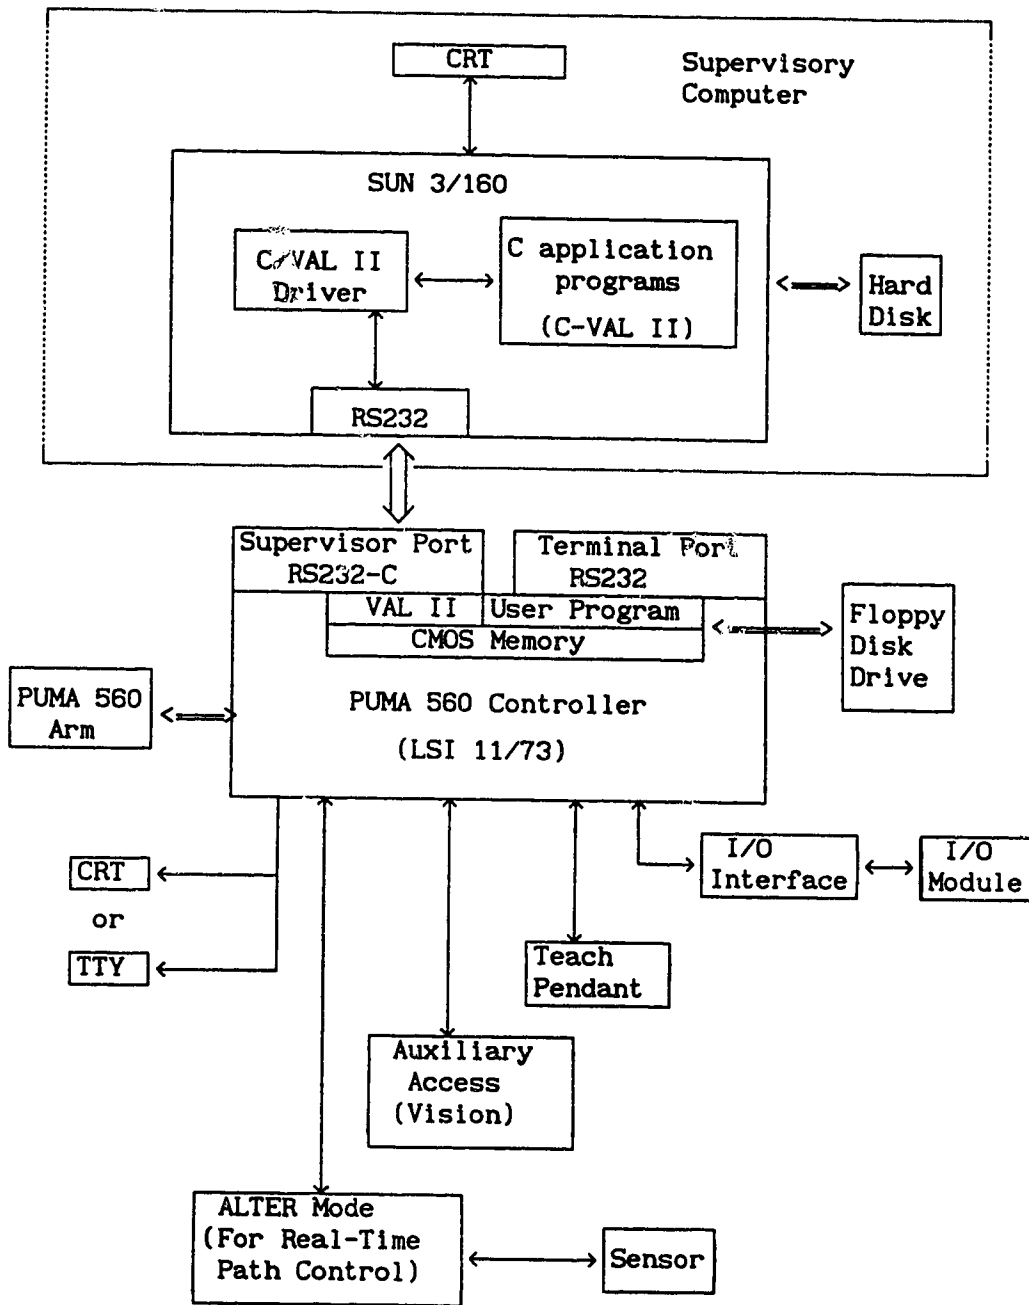 CRT
Supervisory
Computer
SUN 3/160
C/VAL II
Driver
C application
programs
(C-VAL II)
Hard
Disk
RS232
Supervisor Port
RS232-C
Terminal Port
RS232
VAL II
User Program
CMOS Memory
Floppy
Disk
Drive
PUMA 560
Arm
PUMA 560 Controller
(LSI 11/73)
CRT
or
TTY
I/O
Interface
I/O
Module
Teach
Pendant
Auxiliary
Access
(Vision)
ALTER Mode
(For Real-Time
Path Control)
Sensor